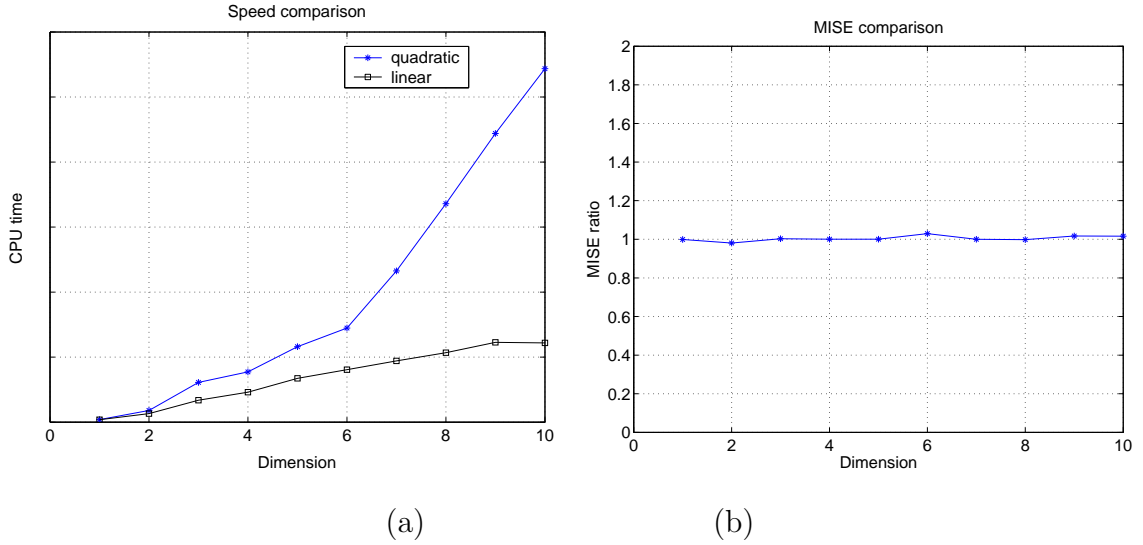 Speed comparison
quadratic
linear
CPU time
0 2 4 6 8 10
Dimension
(a)
MISE comparison
2
1.8
1.6
1.4
1.2
1
0.8
0.6
0.4
0.2
0
MISE ratio
0 2 4 6 8 10
Dimension
(b)